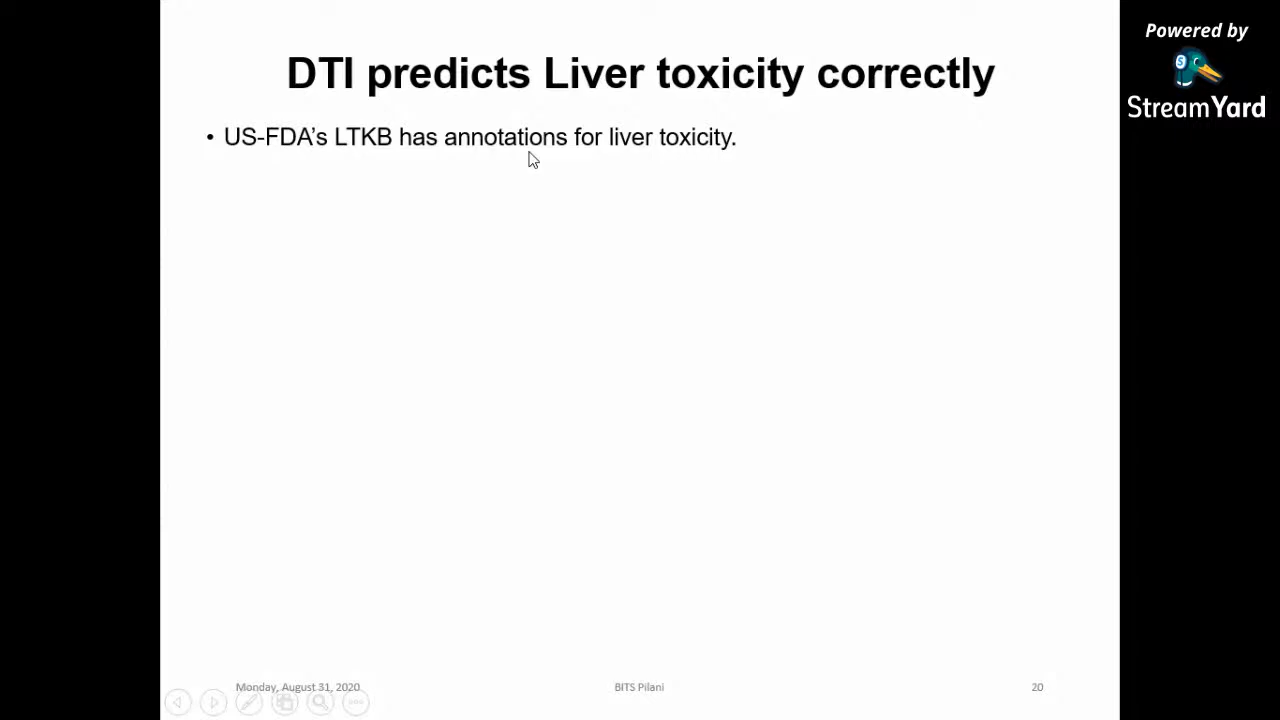 DTI predicts Liver toxicity correctly
• US-FDA’s LTKB has annotations for liver toxicity.
Monday, August 31, 2020
BITS Pilani
20
Powered by
StreamYard